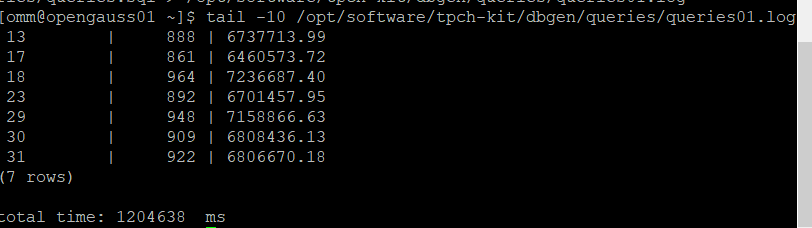 [omm@opengauss01 ~]$ tail -10 /opt/software/tpch-kit/dbgen/queries/queries01.log
13 | 888 | 6737713.99
17 | 861 | 6460573.72
18 | 964 | 7236687.40
23 | 892 | 6701457.95
29 | 948 | 7158866.63
30 | 909 | 6808436.13
31 | 922 | 6806670.18
(7 rows)
total time: 1204638 ms